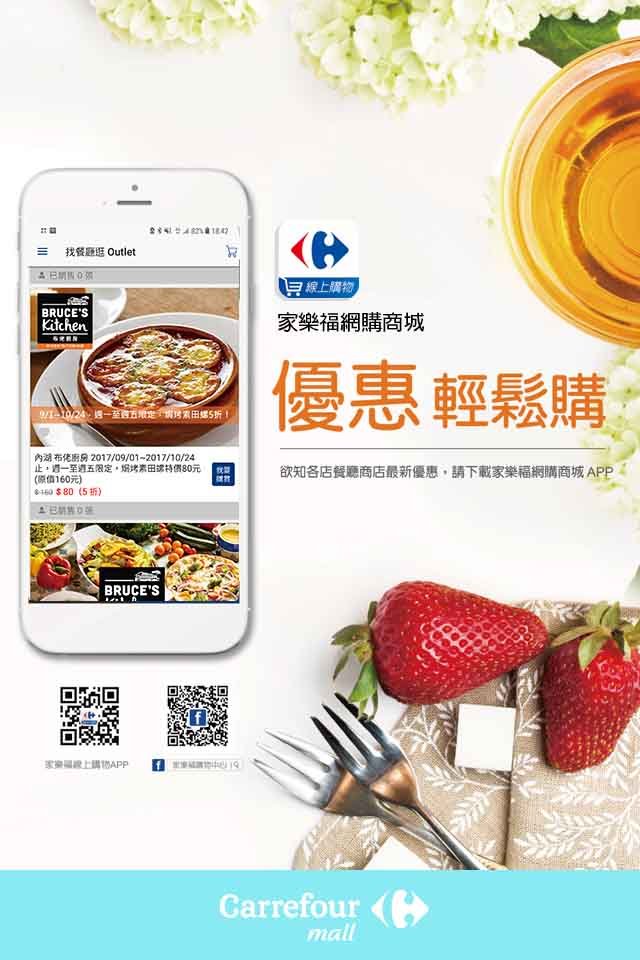 82% 18:42
找餐廳逛 Outlet
已銷售 0 張
BRUCE'S
Kitchen
布佬廚房
9/1~10/24,週一至週五限定,焗烤素田螺5折!
內湖 布佬廚房 2017/09/01~2017/10/24
止,週一至週五限定,焗烤素田螺特價80元
(原價160元)
$ 160 $ 80 (5 折)
我要
購買
已銷售 0 張
BRUCE'S
線上購物
家樂福網購商城
優惠 輕鬆購
欲知各店餐廳商店最新優惠,請下載家樂福網購商城 APP
家樂福線上購物APP
家樂福購物中心
Carrefour
mall